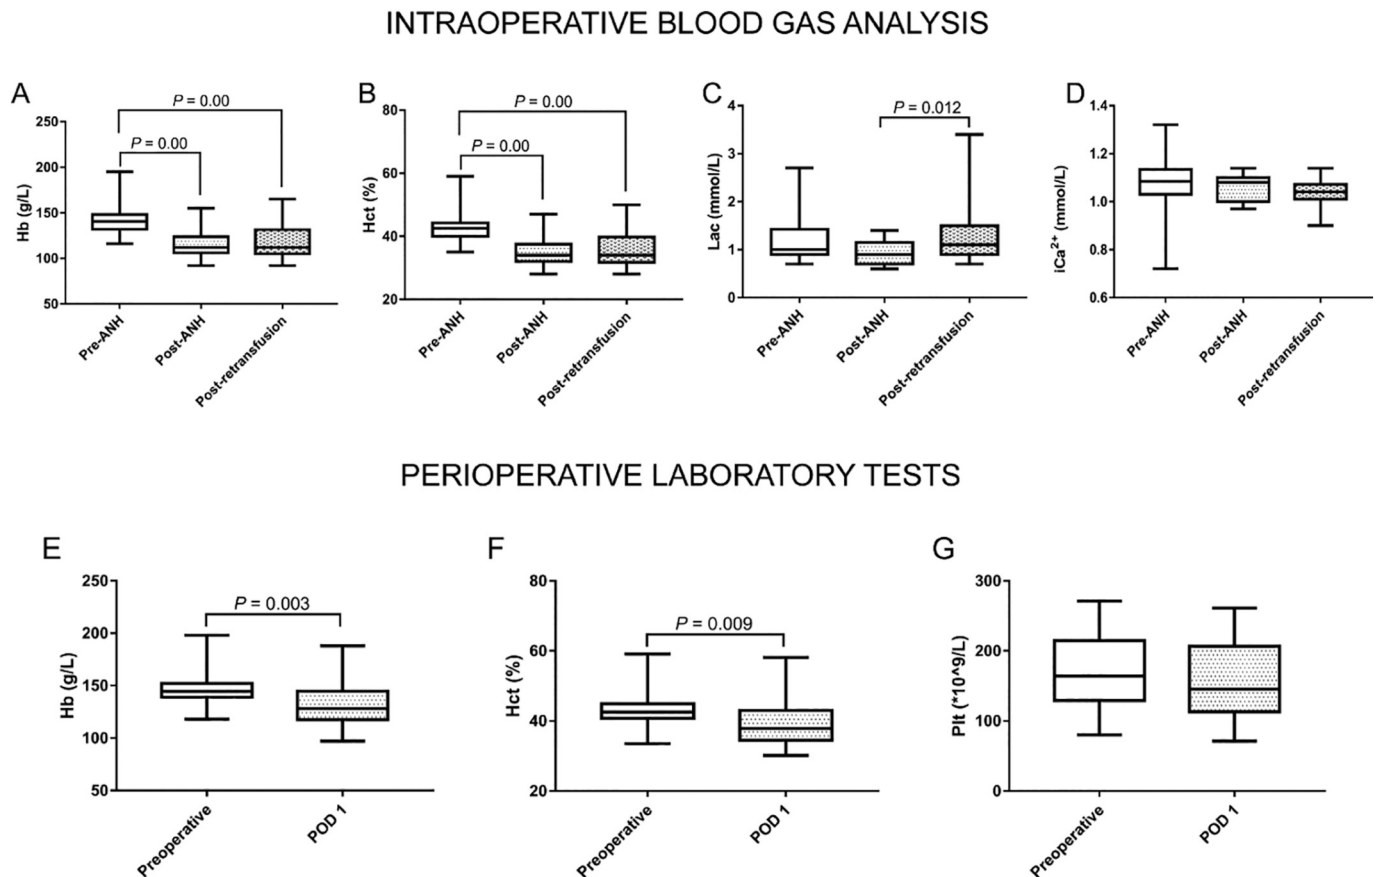 INTRAOPERATIVE BLOOD GAS ANALYSIS
A
P = 0.00
P = 0.00
Hb (g/L)
250
200
150
100
50
Pre-ANH
Post-ANH
Post-retransfusion
B
P = 0.00
P = 0.00
Hct (%)
80
60
40
20
Pre-ANH
Post-ANH
Post-retransfusion
C
P = 0.012
Lac (mmol/L)
4
3
2
1
0
Pre-ANH
Post-ANH
Post-retransfusion
D
iCa²⁺ (mmol/L)
1.4
1.2
1.0
0.8
0.6
Pre-ANH
Post-ANH
Post-retransfusion
PERIOPERATIVE LABORATORY TESTS
E
P = 0.003
Hb (g/L)
250
200
150
100
50
Preoperative
POD 1
F
P = 0.009
Hct (%)
80
60
40
20
Preoperative
POD 1
G
Plt (*10^9/L)
300
200
100
0
Preoperative
POD 1